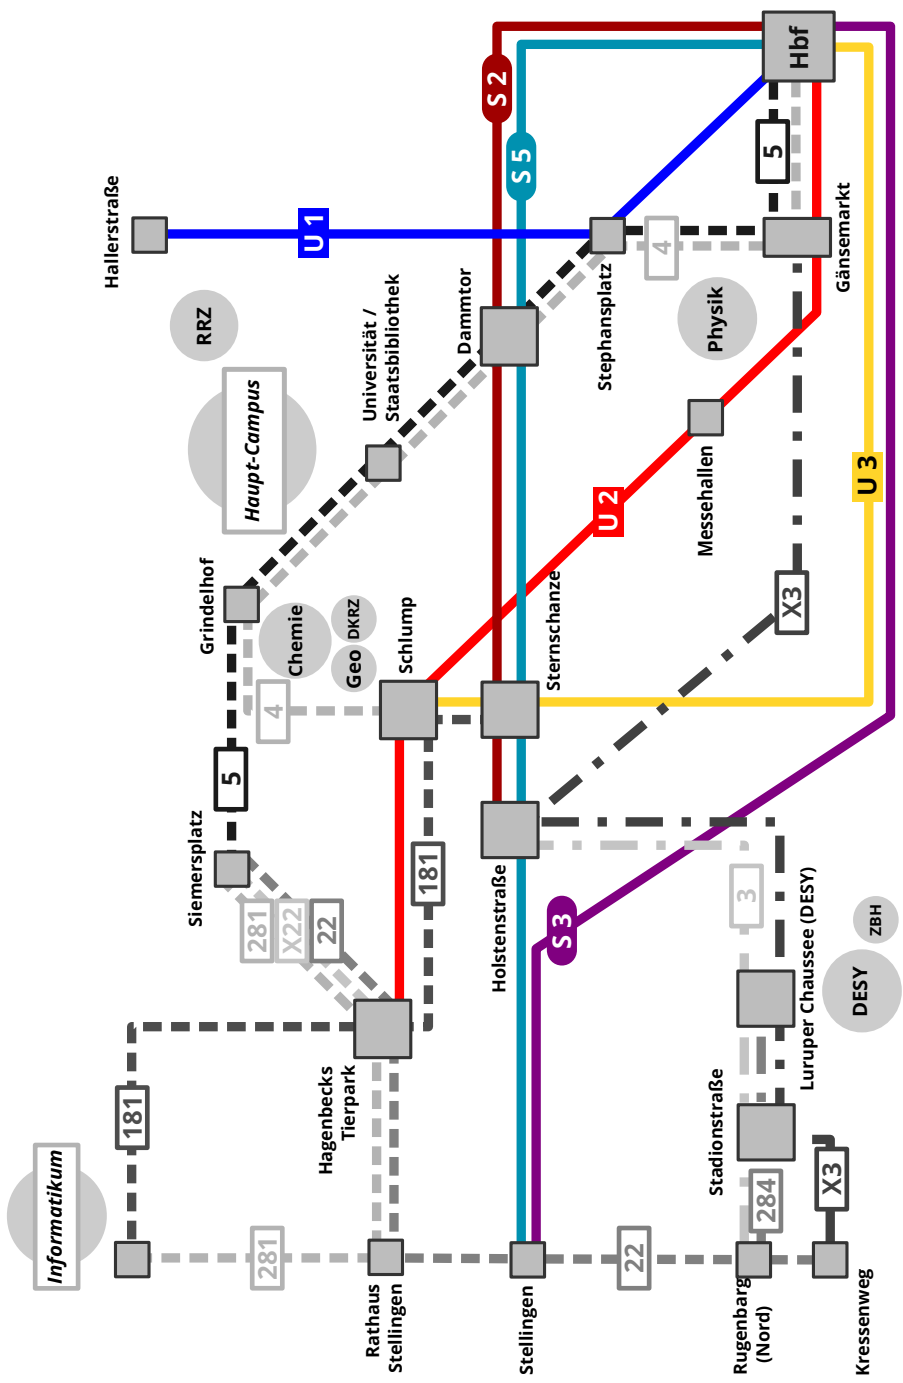 Informatikum
Hallerstraße
181
Siemersplatz
RRZ
Grindelhof
5
Haupt-Campus
281
281
4
X22
Chemie
U 1
22
Hagenbecks
Tierpark
Geo
DKRZ
Universität /
Staatsbibliothek
Rathaus
Stellingen
Schlump
181
Dammtor
S 2
Holstenstraße
S 5
Stellingen
Sternschanze
S 3
Stephansplatz
U 2
22
4
Messehallen
Stadionstraße
Physik
Rugenbarg
(Nord)
3
284
5
X3
Hbf
Luruper Chaussee (DESY)
X3
Gänsemarkt
DESY
Kressenweg
U 3
ZBH